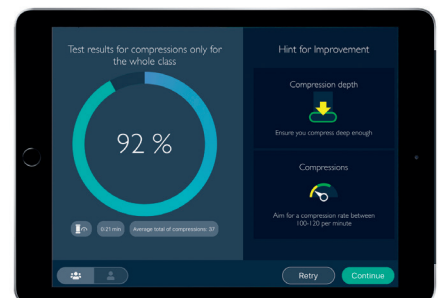 Test results for compressions only for
the whole class
92 %
0:21 min
Average total of compressions: 37
Hint for Improvement
Compression depth
Ensure you compress deep enough
Compressions
Aim for a compression rate between
100-120 per minute
Retry
Continue